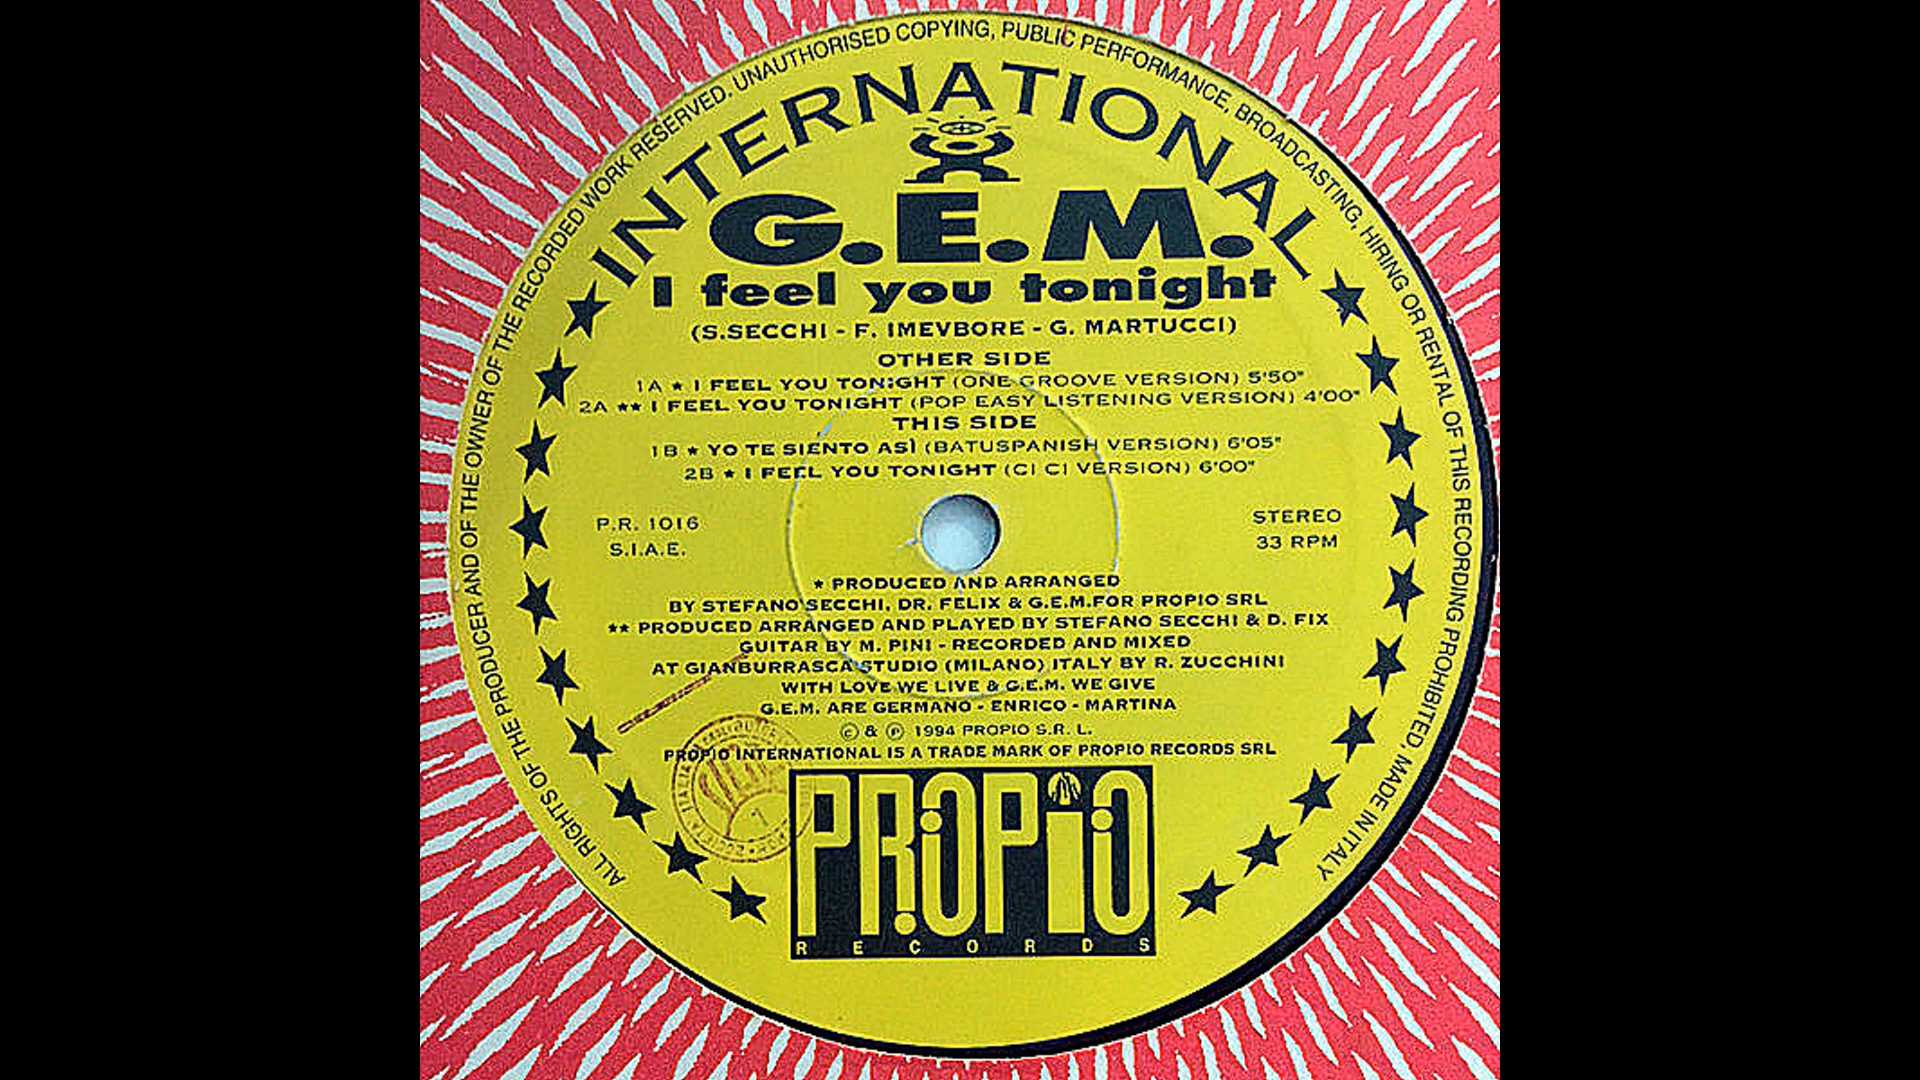 ALL RIGHTS OF THE PRODUCER AND OF THE OWNER OF THE RECORDED WORK RESERVED. UNAUTHORISED COPYING, PUBLIC PERFORMANCE, BROADCASTING, HIRING OR RENTAL OF THIS RECORDING PROHIBITED, MADE IN ITALY
INTERNATIONAL
G.E.M.
I feel you tonight
(S.SECCHI - F. IMEVBORE - G. MARTUCCI)
OTHER SIDE
1A ★ I FEEL YOU TONIGHT (ONE GROOVE VERSION) 5'50"
2A ★★ I FEEL YOU TONIGHT (POP EASY LISTENING VERSION) 4'00"
THIS SIDE
1B ★ YO TE SIENTO ASÌ (BATUSPANISH VERSION) 6'05"
2B ★ I FEEL YOU TONIGHT (CI CI VERSION) 6'00"
P.R. 1016
S.I.A.E.
STEREO
33 RPM
★ PRODUCED AND ARRANGED
BY STEFANO SECCHI, DR. FELIX & G.E.M.FOR PROPIO SRL
★★ PRODUCED ARRANGED AND PLAYED BY STEFANO SECCHI & D. FIX
GUITAR BY M. PINI - RECORDED AND MIXED
AT GIANBURRASCA STUDIO (MILANO) ITALY BY R. ZUCCHINI
WITH LOVE WE LIVE & G.E.M. WE GIVE
G.E.M. ARE GERMANO - ENRICO - MARTINA
© & ℗ 1994 PROPIO S.R. L.
PROPIO INTERNATIONAL IS A TRADE MARK OF PROPIO RECORDS SRL
PROPIO
RECORDS